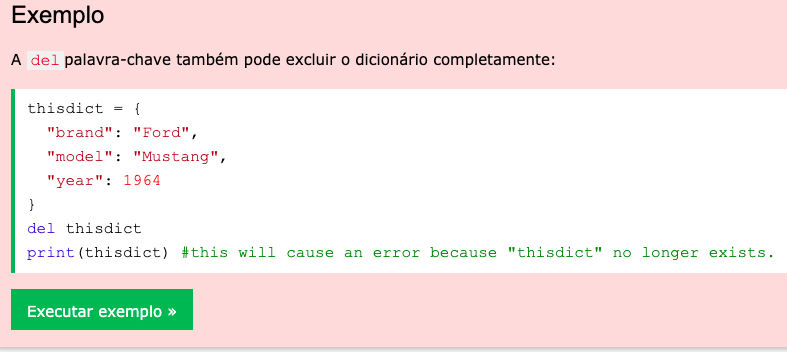 Exemplo
A del palavra-chave também pode excluir o dicionário completamente:
thisdict = {
  "brand": "Ford",
  "model": "Mustang",
  "year": 1964
}
del thisdict
print(thisdict) #this will cause an error because "thisdict" no longer exists.
Executar exemplo »